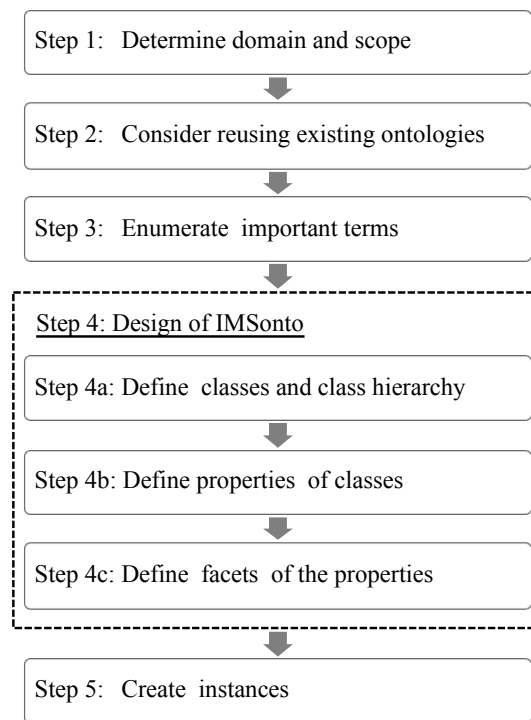 Step 1: Determine domain and scope
Step 2: Consider reusing existing ontologies
Step 3: Enumerate important terms
Step 4: Design of IMSonto
Step 4a: Define classes and class hierarchy
Step 4b: Define properties of classes
Step 4c: Define facets of the properties
Step 5: Create instances